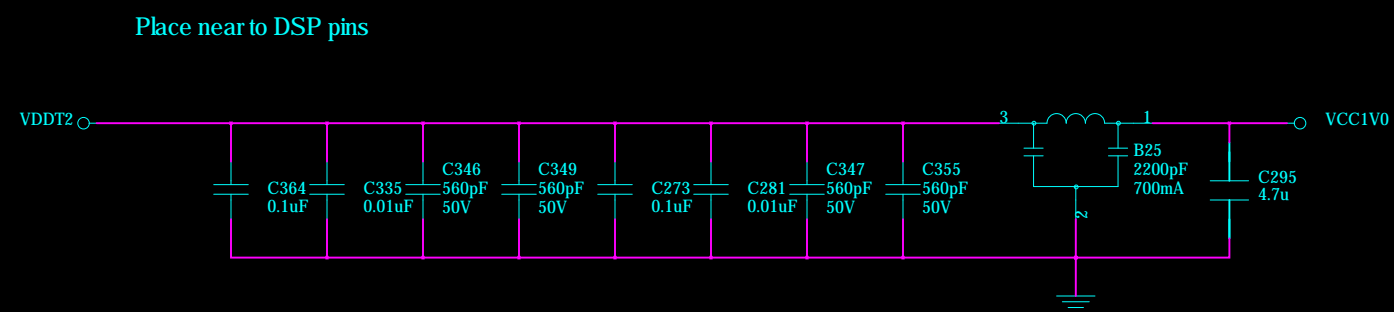 Place near to DSP pins
VDDT2
3
1
VCC1V0
C364
0.1uF
C335
0.01uF
C346
560pF
50V
C349
560pF
50V
C273
0.1uF
C281
0.01uF
C347
560pF
50V
C355
560pF
50V
B25
2200pF
700mA
C295
4.7u
2